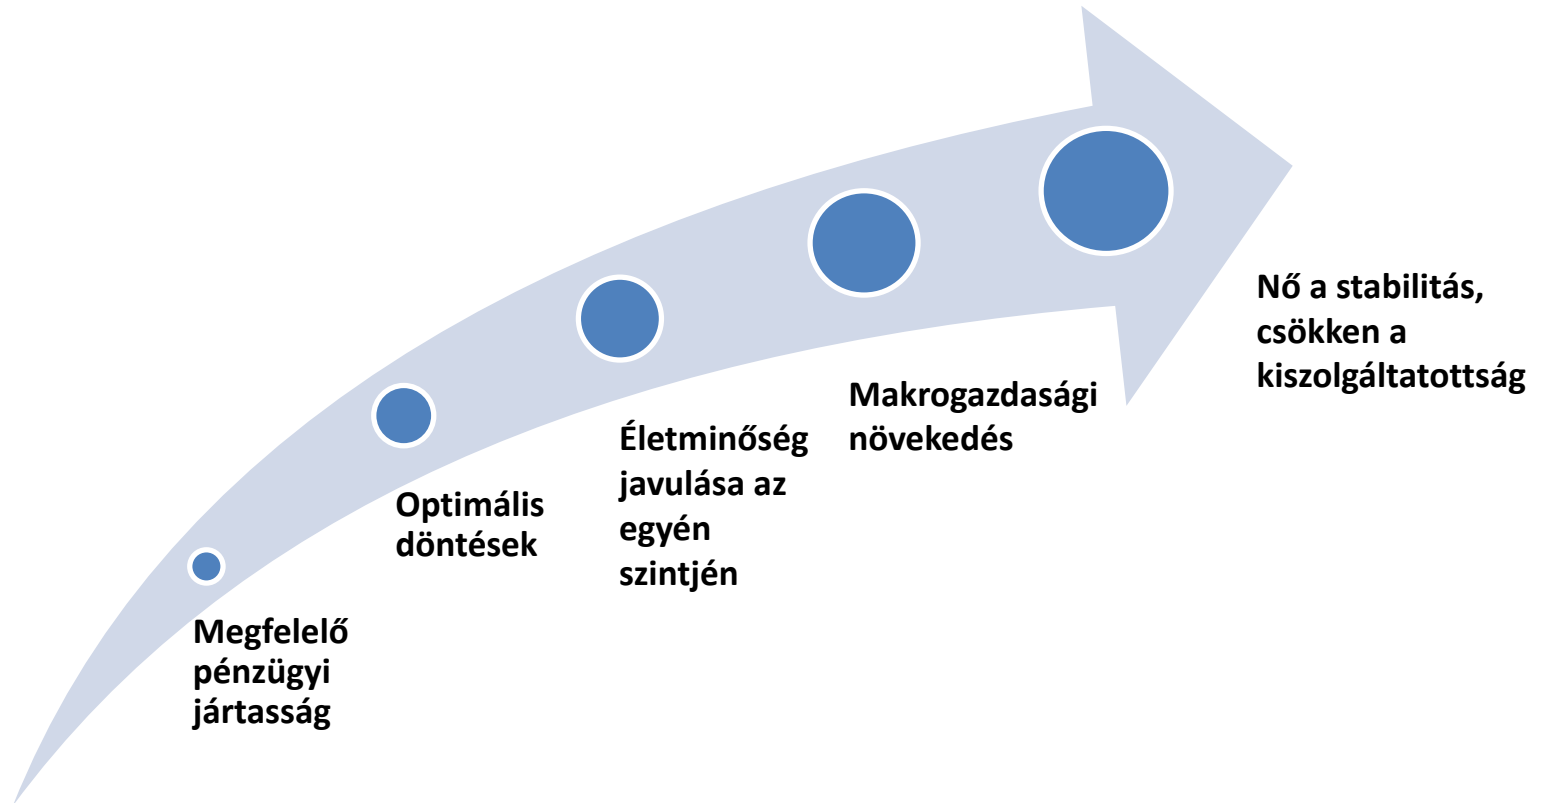 Megfelelő
pénzügyi
jártasság
Optimális
döntések
Életminőség
javulása az
egyén
szintjén
Makrogazdasági
növekedés
Nő a stabilitás,
csökken a
kiszolgáltatottság